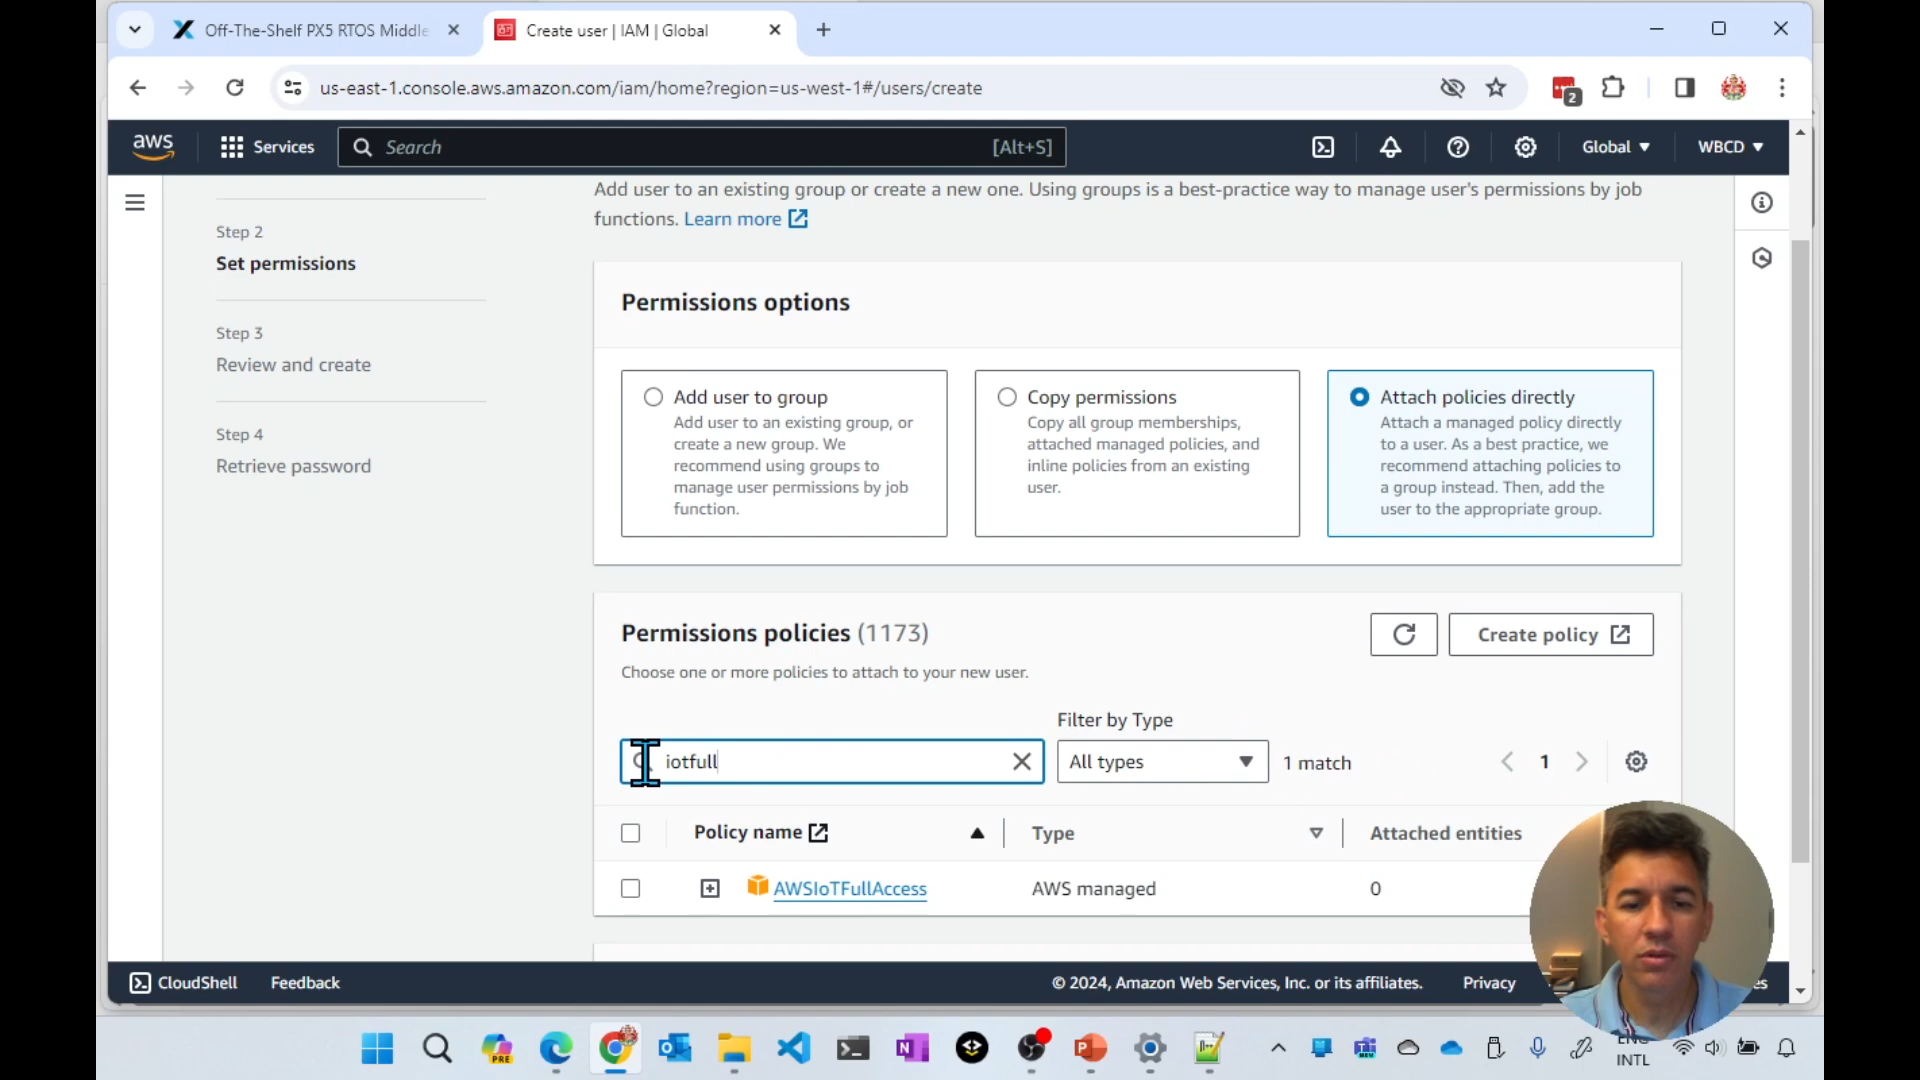 Off-The-Shelf PX5 RTOS Middle
Create user | IAM | Global
us-east-1.console.aws.amazon.com/iam/home?region=us-west-1#/users/create
2
aws
Services
Search
[Alt+S]
Global
WBCD
Add user to an existing group or create a new one. Using groups is a best-practice way to manage user's permissions by job
functions. Learn more
Step 2
Set permissions
Step 3
Review and create
Step 4
Retrieve password
Permissions options
Add user to group
Add user to an existing group, or
create a new group. We
recommend using groups to
manage user permissions by job
function.
Copy permissions
Copy all group memberships,
attached managed policies, and
inline policies from an existing
user.
Attach policies directly
Attach a managed policy directly
to a user. As a best practice, we
recommend attaching policies to
a group instead. Then, add the
user to the appropriate group.
Permissions policies (1173)
Create policy
Choose one or more policies to attach to your new user.
Filter by Type
iotfull
All types
1 match
1
Policy name
Type
Attached entities
AWSIoTFullAccess
AWS managed
0
CloudShell
Feedback
© 2024, Amazon Web Services, Inc. or its affiliates.
Privacy
es
PRE
ENG
INTL